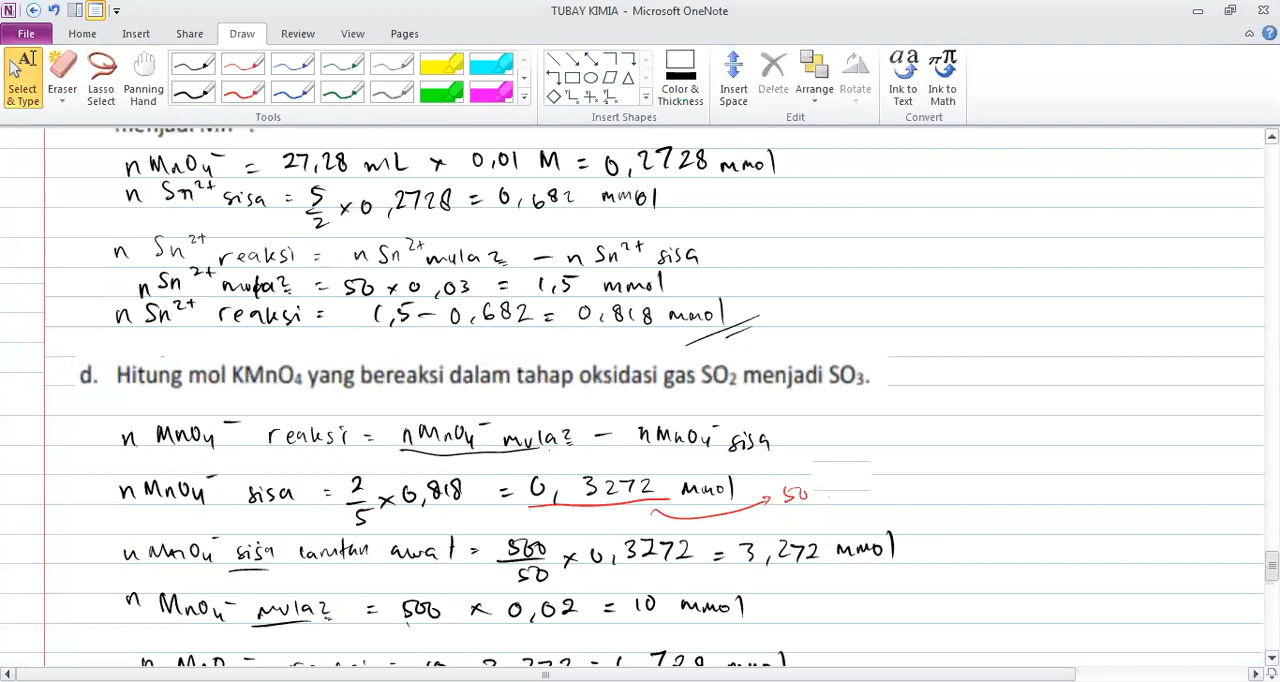 TUBAY KIMIA - Microsoft OneNote
File Home Insert Share Draw Review View Pages
Select & Type Eraser Lasso Select Panning Hand Color & Thickness Insert Space Delete Arrange Rotate Ink to Text Ink to Math
Tools Insert Shapes Edit Convert
menjadi Mn²⁺?
n MnO₄⁻ = 27,28 mL × 0,01 M = 0,2728 mmol
n Sn²⁺ sisa = 5/2 × 0,2728 = 0,682 mmol
n Sn²⁺ reaksi = n Sn²⁺ mula2 - n Sn²⁺ sisa
n Sn²⁺ mula2 = 50 × 0,03 = 1,5 mmol
n Sn²⁺ reaksi = 1,5 - 0,682 = 0,818 mmol
d. Hitung mol KMnO₄ yang bereaksi dalam tahap oksidasi gas SO₂ menjadi SO₃.
n MnO₄⁻ reaksi = n MnO₄⁻ mula2 - n MnO₄⁻ sisa
n MnO₄⁻ sisa = 2/5 × 0,818 = 0,3272 mmol → 50
n MnO₄⁻ sisa larutan awal = 500/50 × 0,3272 = 3,272 mmol
n MnO₄⁻ mula2 = 500 × 0,02 = 10 mmol